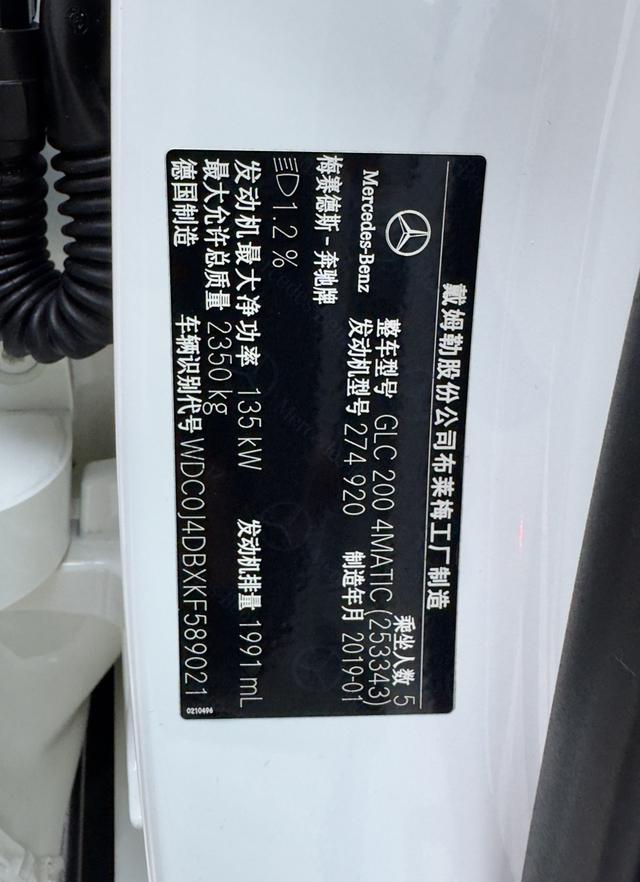 戴姆勒股份公司布莱梅工厂制造
乘坐人数 5
Mercedes-Benz
整车型号 GLC 200 4MATIC (253343)
梅赛德斯-奔驰牌
发动机型号 274 920
制造年月 2019-01
1.2 %
发动机最大净功率 135 kW
发动机排量 1991 mL
最大允许总质量 2350 kg
德国制造
车辆识别代号 WDC0J4DBXKF589021
0210496